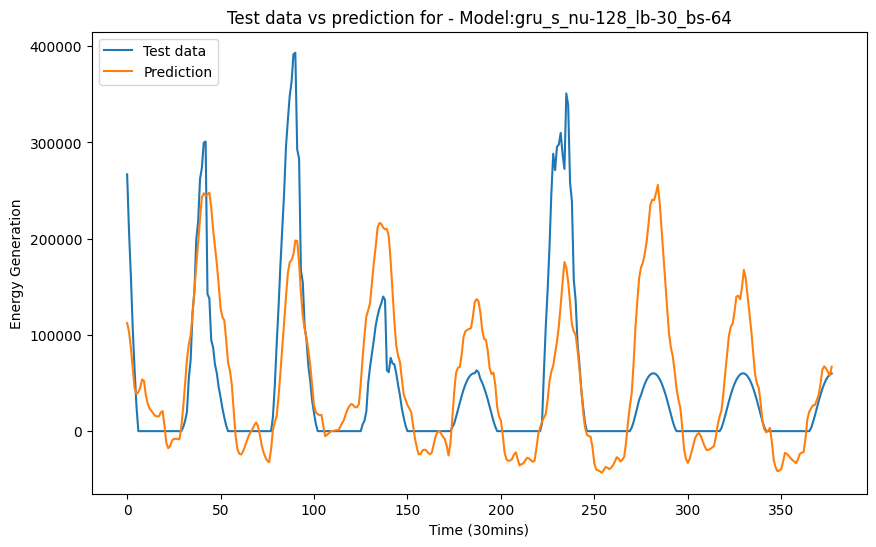 Test data vs prediction for - Model:gru_s_nu-128_lb-30_bs-64
Test data
Prediction
400000
300000
200000
100000
0
Energy Generation
0 50 100 150 200 250 300 350
Time (30mins)